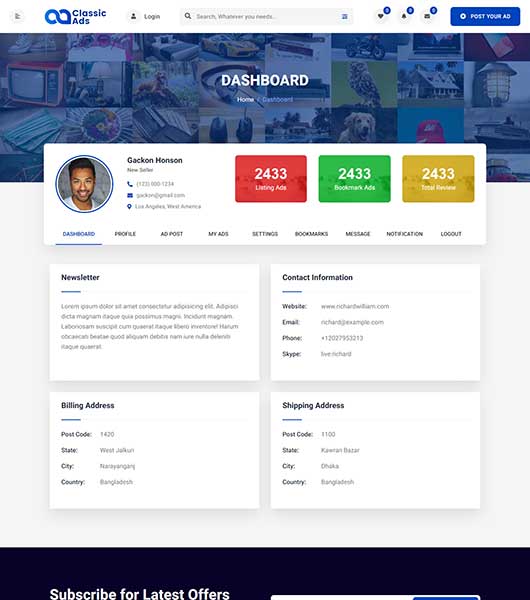 Classic
Ads
Login
Search, Whatever you needs...
0
0
0
POST YOUR AD
DASHBOARD
Home / Dashboard
Gackon Honson
New Seller
(123) 000-1234
gackon@gmail.com
Los Angeles, West America
2433
Listing Ads
2433
Bookmark Ads
2433
Total Review
DASHBOARD
PROFILE
AD POST
MY ADS
SETTINGS
BOOKMARKS
MESSAGE
NOTIFICATION
LOGOUT
Newsletter
Lorem ipsum dolor sit amet consectetur adipisicing elit. Adipisci
dicta magnam itaque quia possimus magni. Incidunt magnam.
Laboriosam suscipit cum quaerat itaque libero inventore! Harum
obcaecati beatae quod aliquam debitis nam iure nulla deleniti
itaque quaerat.
Contact Information
Website: www.richardwilliam.com
Email: richard@example.com
Phone: +12027953213
Skype: live:richard
Billing Address
Post Code: 1420
State: West Jalkuri
City: Narayanganj
Country: Bangladesh
Shipping Address
Post Code: 1100
State: Kawran Bazar
City: Dhaka
Country: Bangladesh
Subscribe for Latest Offers